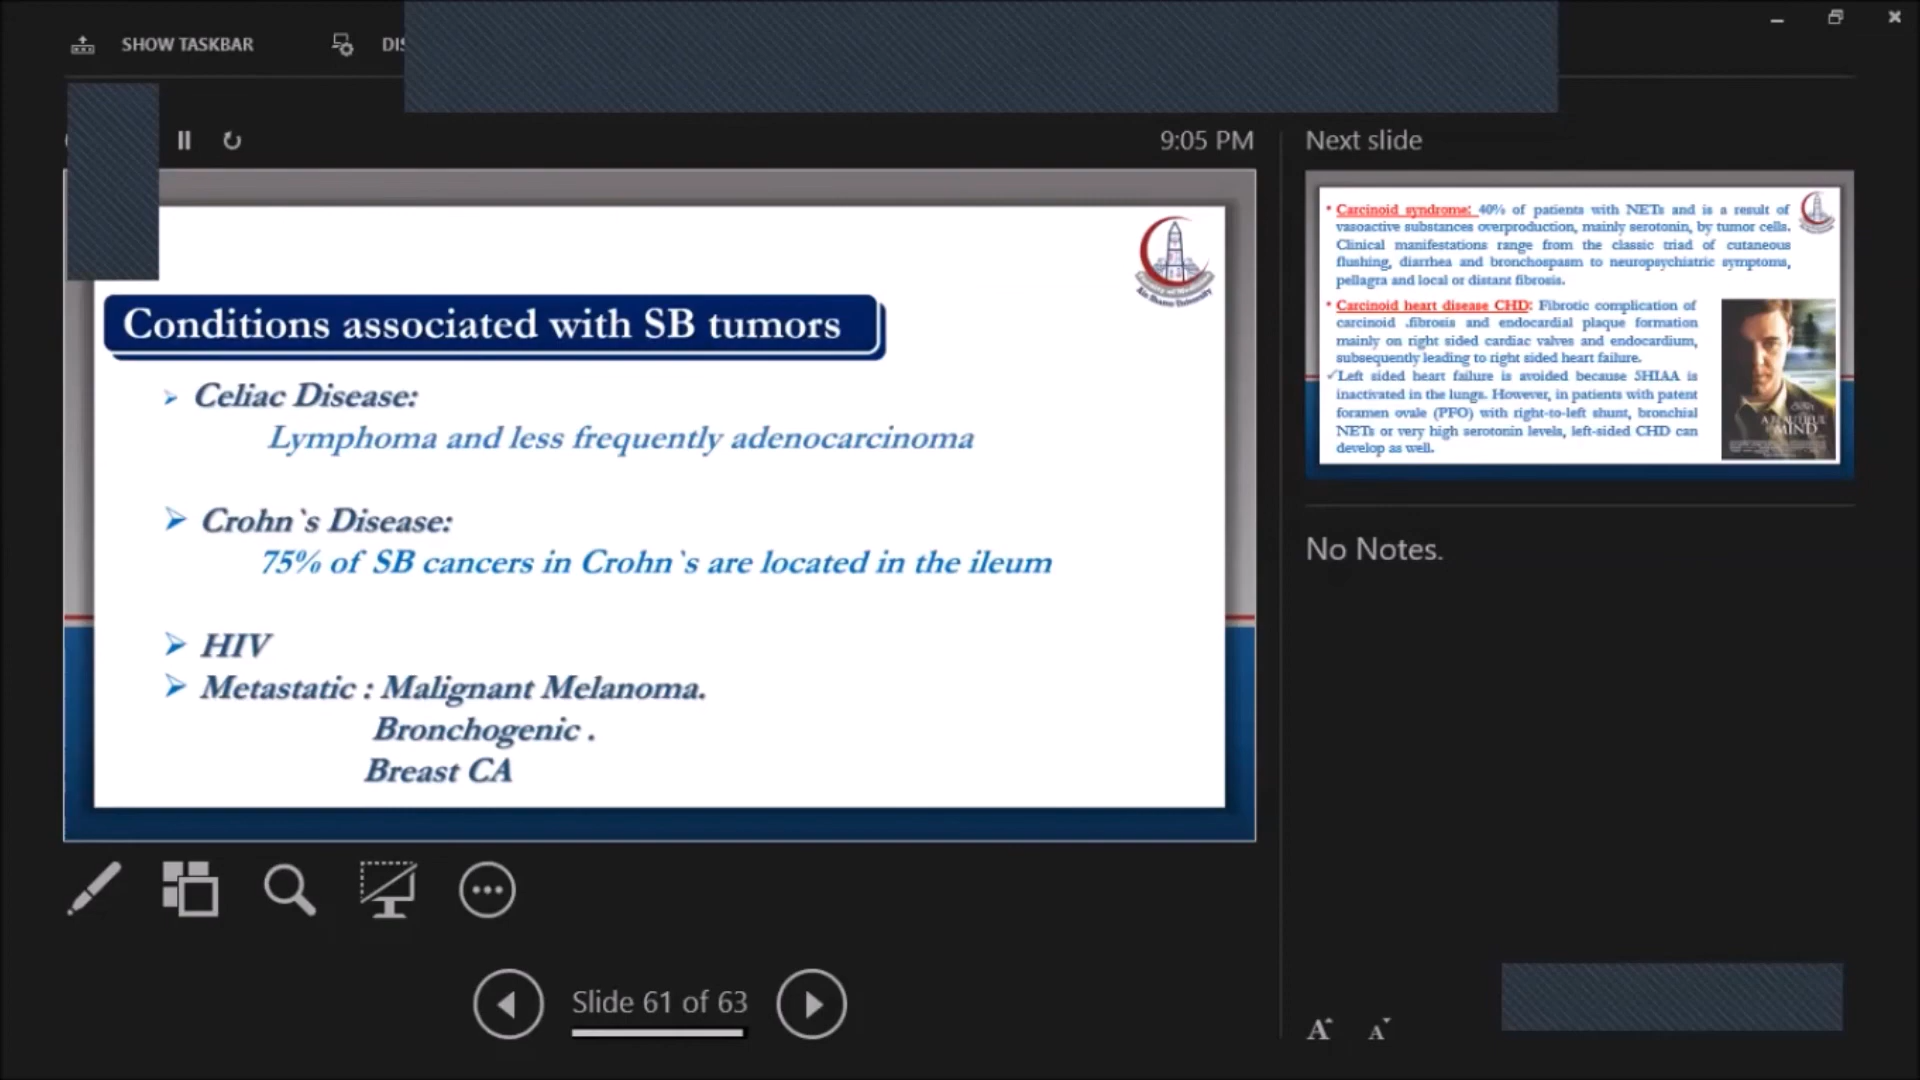 SHOW TASKBAR
9:05 PM
Conditions associated with SB tumors
Ain Shams University
➢ Celiac Disease:
Lymphoma and less frequently adenocarcinoma
➢ Crohn`s Disease:
75% of SB cancers in Crohn`s are located in the ileum
➢ HIV
➢ Metastatic : Malignant Melanoma.
Bronchogenic .
Breast CA
Slide 61 of 63
Next slide
• Carcinoid syndrome: 40% of patients with NETs and is a result of
vasoactive substances overproduction, mainly serotonin, by tumor cells.
Clinical manifestations range from the classic triad of cutaneous
flushing, diarrhea and bronchospasm to neuropsychiatric symptoms,
pellagra and local or distant fibrosis.
• Carcinoid heart disease CHD: Fibrotic complication of
carcinoid .fibrosis and endocardial plaque formation
mainly on right sided cardiac valves and endocardium,
subsequently leading to right sided heart failure.
✓Left sided heart failure is avoided because 5HIAA is
inactivated in the lungs. However, in patients with patent
foramen ovale (PFO) with right-to-left shunt, bronchial
NETs or very high serotonin levels, left-sided CHD can
develop as well.
A BEAUTIFUL
MIND
No Notes.
A A